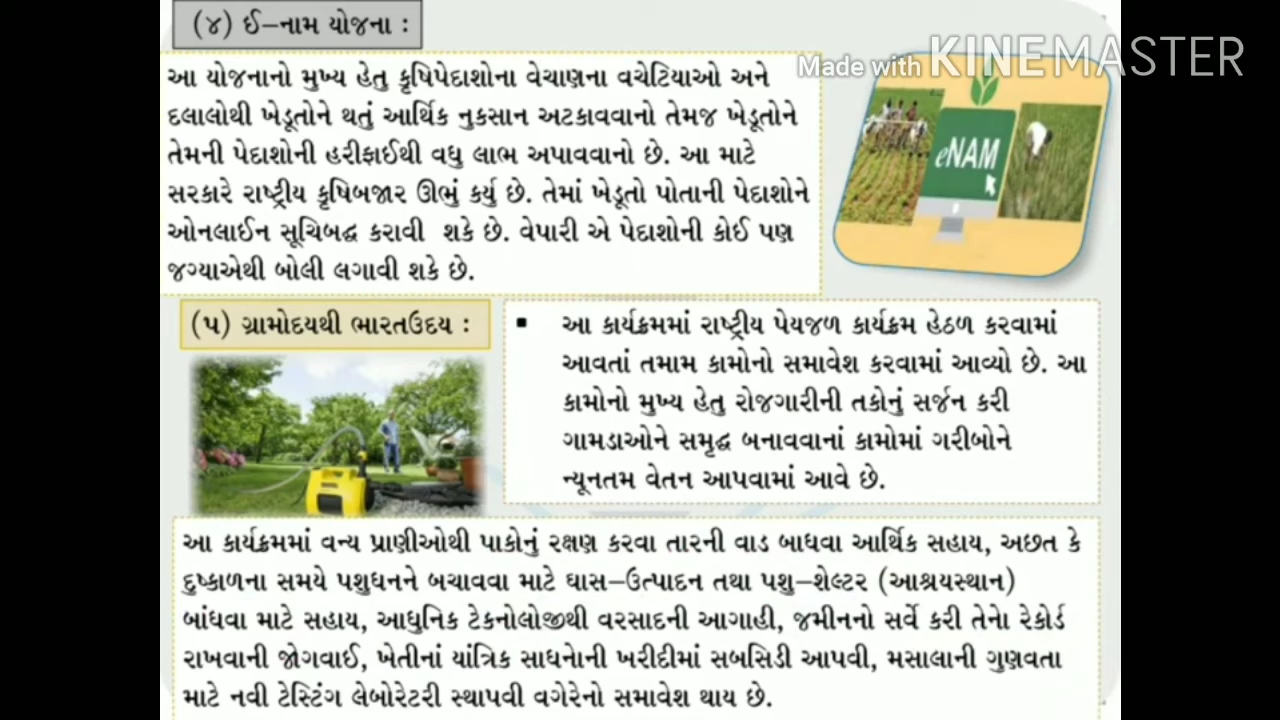 (૪) ઈ–નામ યોજના :
Made with KINEMASTER
આ યોજનાનો મુખ્ય હેતુ કૃષિપેદાશોના વેચાણના વચેટિયાઓ અને
દલાલોથી ખેડૂતોને થતું આર્થિક નુકસાન અટકાવવાનો તેમજ ખેડૂતોને
તેમની પેદાશોની હરીફાઈથી વધુ લાભ અપાવવાનો છે. આ માટે
સરકારે રાષ્ટ્રીય કૃષિબજાર ઊભું કર્યુ છે. તેમાં ખેડૂતો પોતાની પેદાશોને
ઓનલાઈન સૂચિબદ્ધ કરાવી શકે છે. વેપારી એ પેદાશોની કોઈ પણ
જગ્યાએથી બોલી લગાવી શકે છે.
eNAM
(૫) ગ્રામોદયથી ભારતઉદય :
▪ આ કાર્યક્રમમાં રાષ્ટ્રીય પેયજળ કાર્યક્રમ હેઠળ કરવામાં
આવતાં તમામ કામોનો સમાવેશ કરવામાં આવ્યો છે. આ
કામોનો મુખ્ય હેતુ રોજગારીની તકોનું સર્જન કરી
ગામડાઓને સમૃદ્ધ બનાવવાનાં કામોમાં ગરીબોને
ન્યૂનતમ વેતન આપવામાં આવે છે.
આ કાર્યક્રમમાં વન્ય પ્રાણીઓથી પાકોનું રક્ષણ કરવા તારની વાડ બાધવા આર્થિક સહાય, અછત કે
દુષ્કાળના સમયે પશુધનને બચાવવા માટે ઘાસ–ઉત્પાદન તથા પશુ–શેલ્ટર (આશ્રયસ્થાન)
બાંધવા માટે સહાય, આધુનિક ટેકનોલોજીથી વરસાદની આગાહી, જમીનનો સર્વે કરી તેનો રેકોર્ડ
રાખવાની જોગવાઈ, ખેતીનાં યાંત્રિક સાધનોની ખરીદીમાં સબસિડી આપવી, મસાલાની ગુણવતા
માટે નવી ટેસ્ટિંગ લેબોરેટરી સ્થાપવી વગેરેનો સમાવેશ થાય છે.